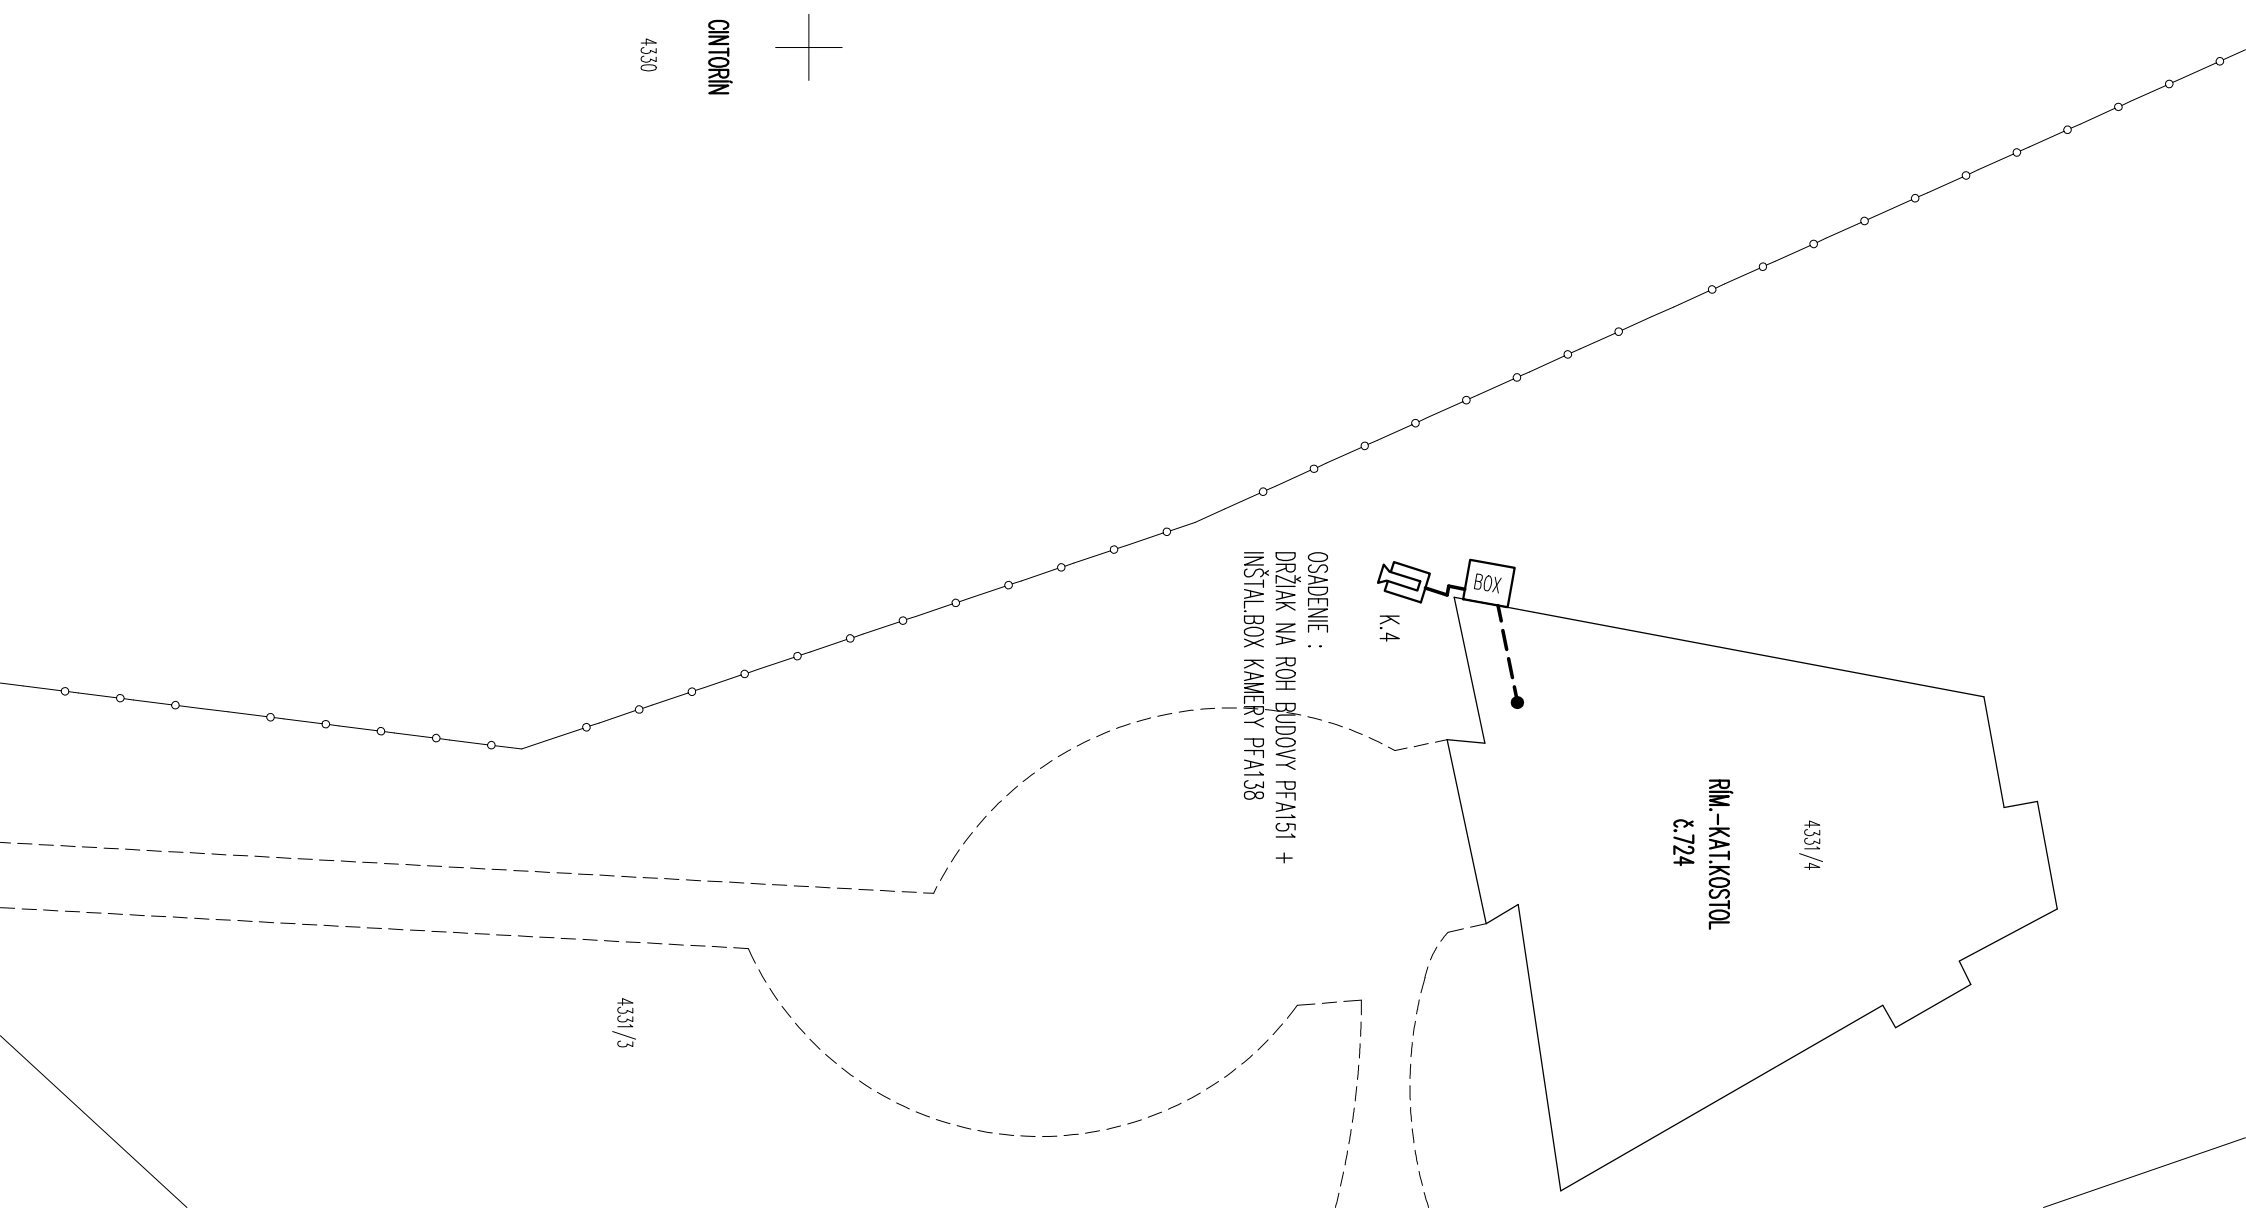 CINTORÍN
4330
BOX
K.4
OSADENIE :
DRŽIAK NA ROH BUDOVY PFA151 +
INŠTAL.BOX KAMERY PFA138
4331/4
RÍM.-KAT.KOSTOL
č.724
4331/3